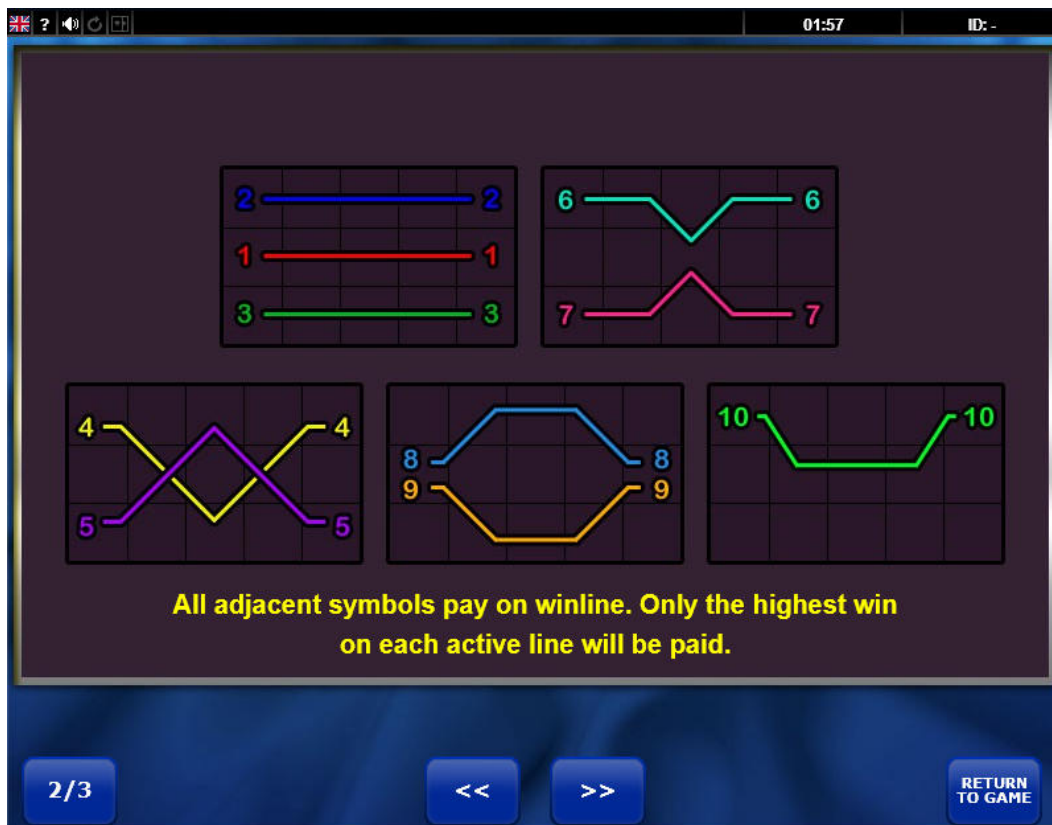 ? 01:57 ID: -
2 2
1 1
3 3
6 6
7 7
4 4
5 5
8 8
9 9
10 10
All adjacent symbols pay on winline. Only the highest win
on each active line will be paid.
2/3 << >> RETURN
TO GAME